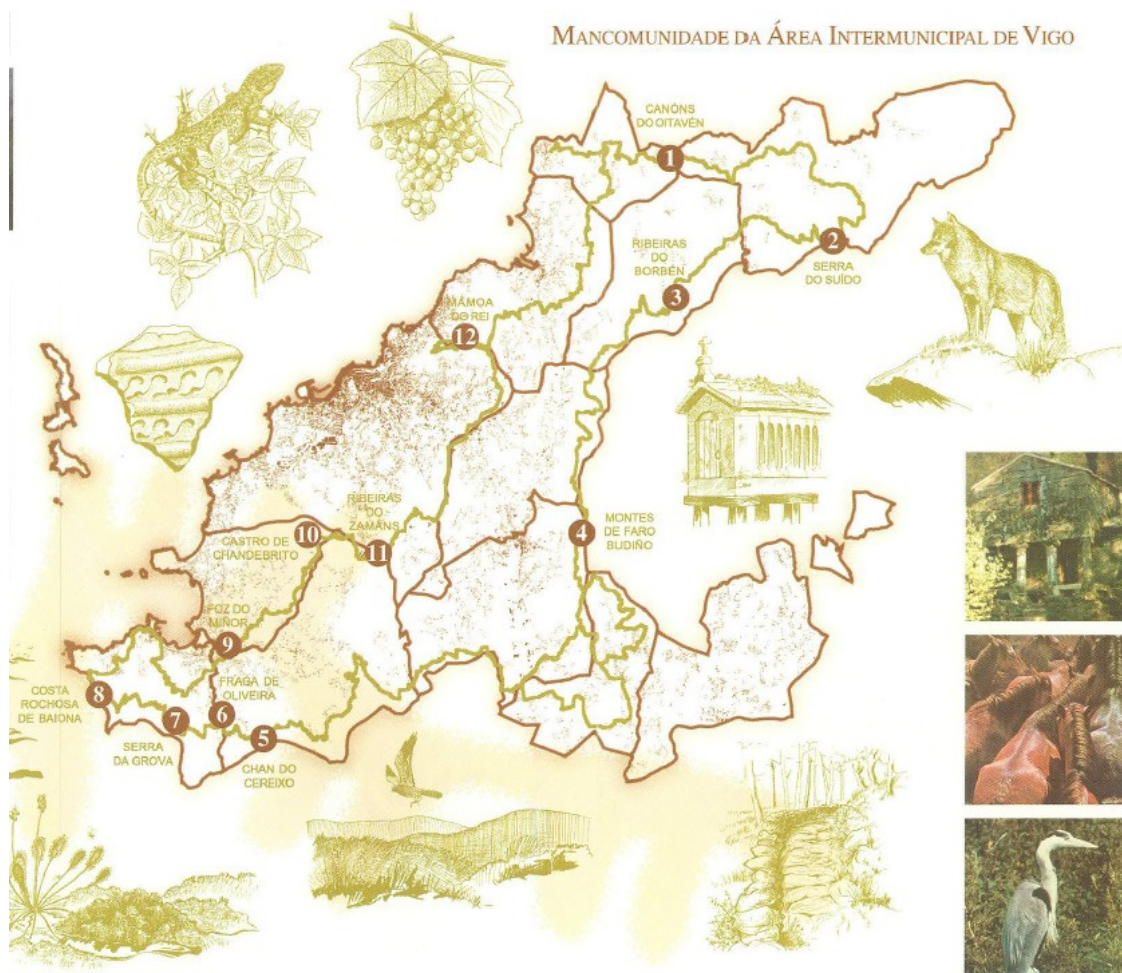 MANCOMUNIDADE DA ÁREA INTERMUNICIPAL DE VIGO
CANÓNS
DO OITAVÉN
1
2
SERRA
DO SUÍDO
RIBEIRAS
DO
BORBÉN
3
MÁMOA
DO REI
12
4
MONTES
DE FARO
BUDIÑO
RIBEIRAS
DO
ZAMÁNS
11
10
CASTRO DE
CHANDEBRITO
FOZ DO
MIÑOR
9
FRAGA DE
OLIVEIRA
6
8
COSTA
ROCHOSA
DE BAIONA
7
SERRA
DA GROVA
5
CHAN DO
CEREIXO